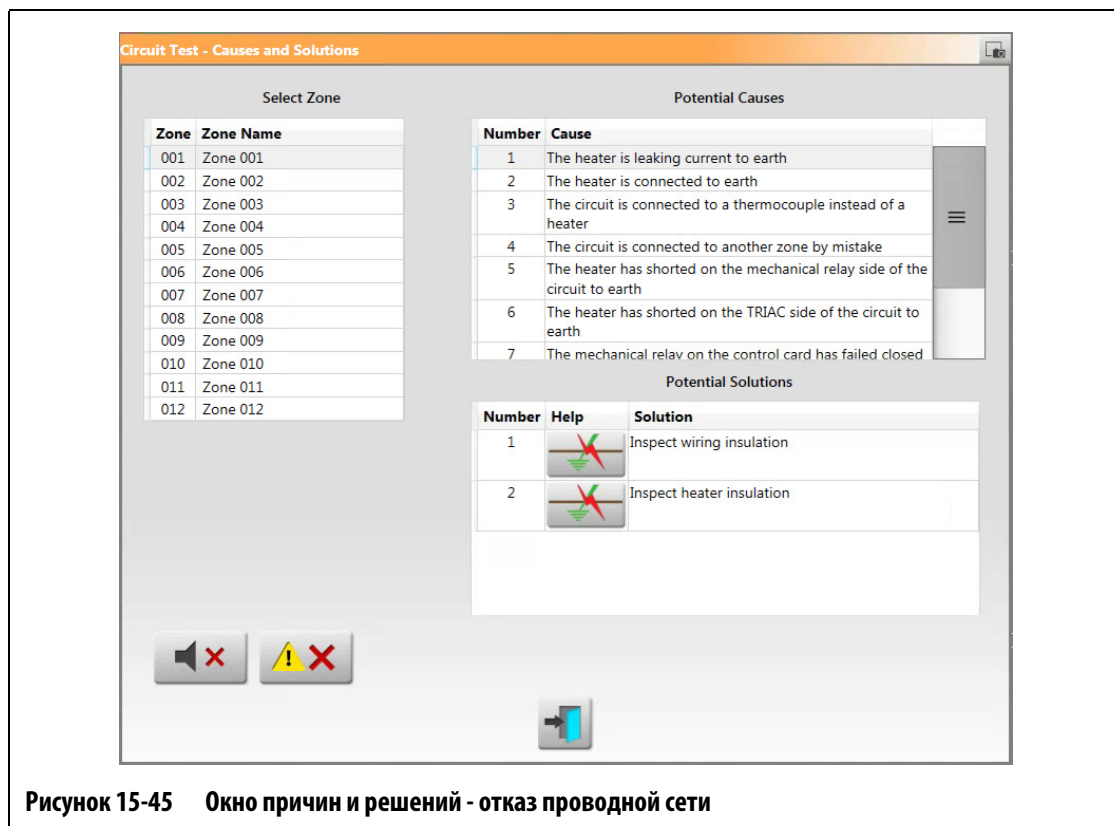 Circuit Test - Causes and Solutions
Select Zone
Zone Zone Name
001 Zone 001
002 Zone 002
003 Zone 003
004 Zone 004
005 Zone 005
006 Zone 006
007 Zone 007
008 Zone 008
009 Zone 009
010 Zone 010
011 Zone 011
012 Zone 012
Potential Causes
Number Cause
1 The heater is leaking current to earth
2 The heater is connected to earth
3 The circuit is connected to a thermocouple instead of a
heater
4 The circuit is connected to another zone by mistake
5 The heater has shorted on the mechanical relay side of the
circuit to earth
6 The heater has shorted on the TRIAC side of the circuit to
earth
7 The mechanical relay on the control card has failed closed
Potential Solutions
Number Help Solution
1 Inspect wiring insulation
2 Inspect heater insulation
Рисунок 15-45 Окно причин и решений - отказ проводной сети